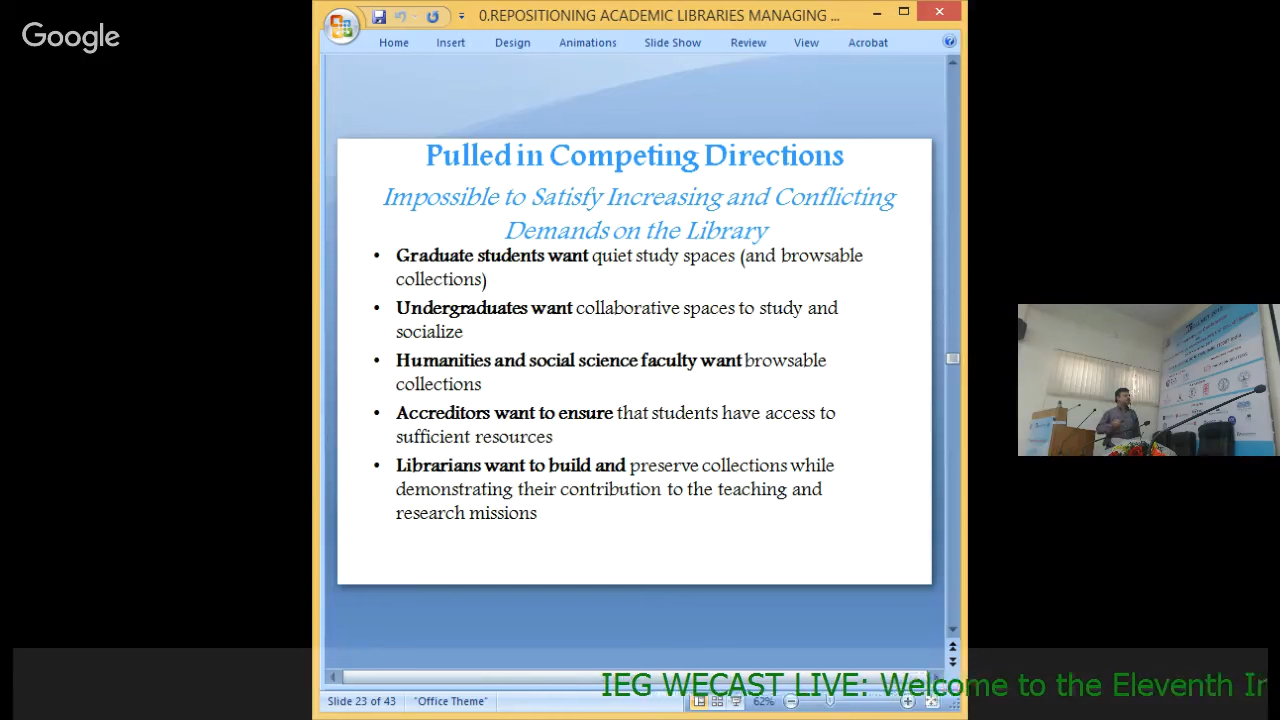 Google
0.REPOSITIONING ACADEMIC LIBRARIES MANAGING ...
Home Insert Design Animations Slide Show Review View Acrobat
Pulled in Competing Directions
Impossible to Satisfy Increasing and Conflicting
Demands on the Library
• Graduate students want quiet study spaces (and browsable
collections)
• Undergraduates want collaborative spaces to study and
socialize
• Humanities and social science faculty want browsable
collections
• Accreditors want to ensure that students have access to
sufficient resources
• Librarians want to build and preserve collections while
demonstrating their contribution to the teaching and
research missions
IEG WECAST LIVE: Welcome to the Eleventh Ir
Slide 23 of 43 "Office Theme" 62%